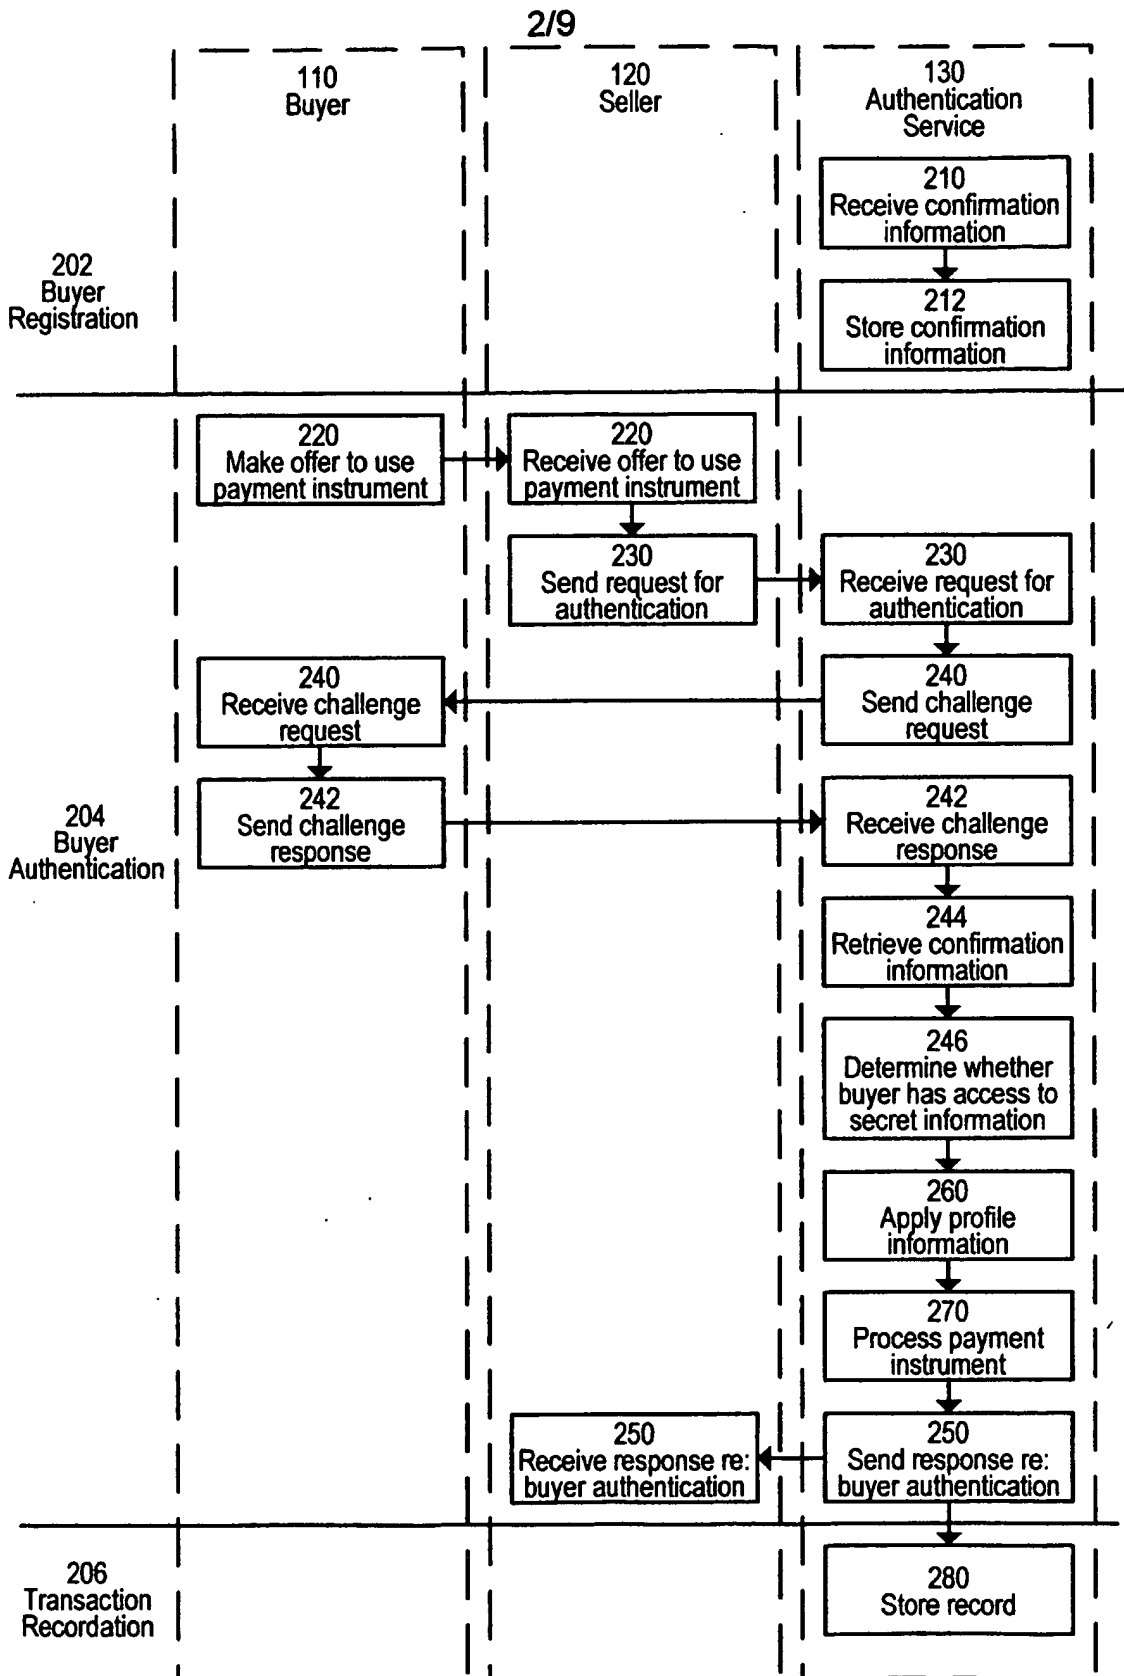 2/9
110
Buyer
120
Seller
130
Authentication
Service
210
Receive confirmation
information
202
Buyer
Registration
212
Store confirmation
information
220
Make offer to use
payment instrument
220
Receive offer to use
payment instrument
230
Send request for
authentication
230
Receive request for
authentication
240
Receive challenge
request
240
Send challenge
request
204
Buyer
Authentication
242
Send challenge
response
242
Receive challenge
response
244
Retrieve confirmation
information
246
Determine whether
buyer has access to
secret information
260
Apply profile
information
270
Process payment
instrument
250
Receive response re:
buyer authentication
250
Send response re:
buyer authentication
206
Transaction
Recordation
280
Store record